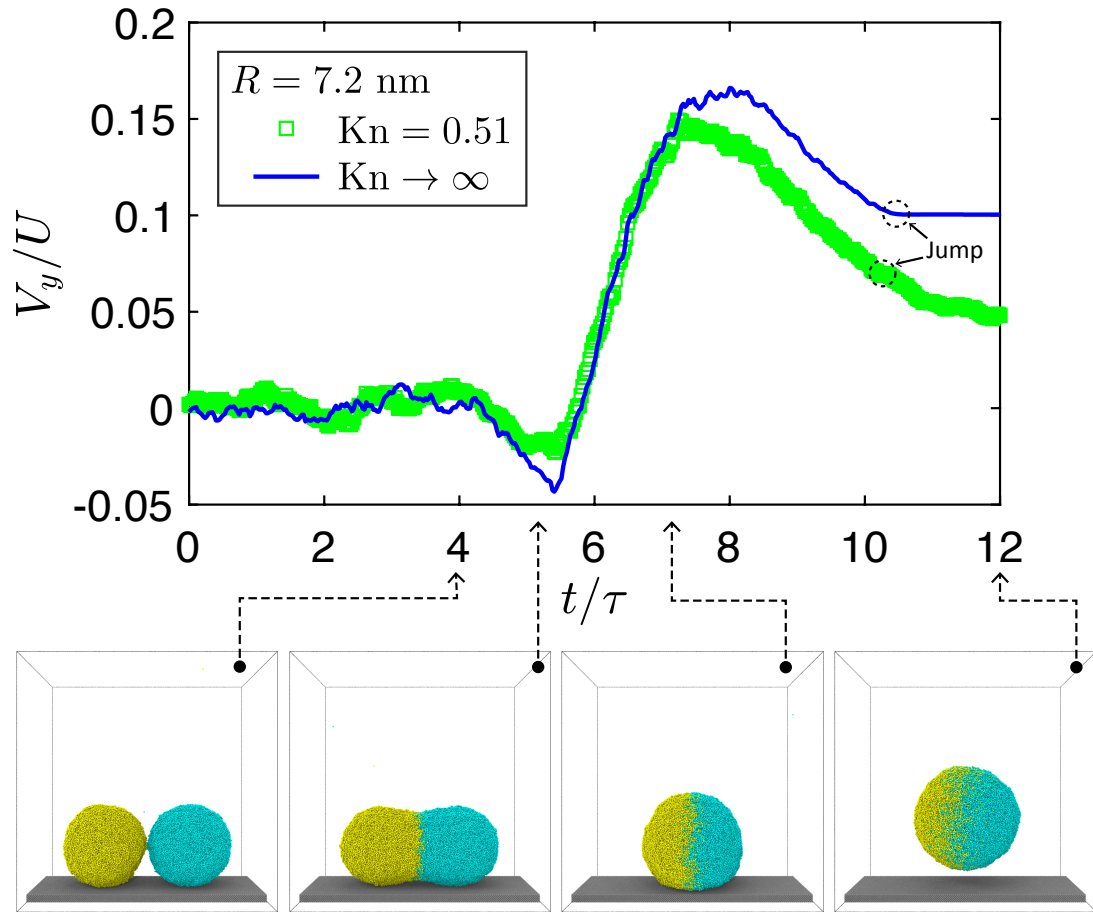 0.2
0.15
0.1
0.05
0
-0.05
V_y/U
R = 7.2 nm
Kn = 0.51
Kn → ∞
Jump
0 2 4 6 8 10 12
t/τ